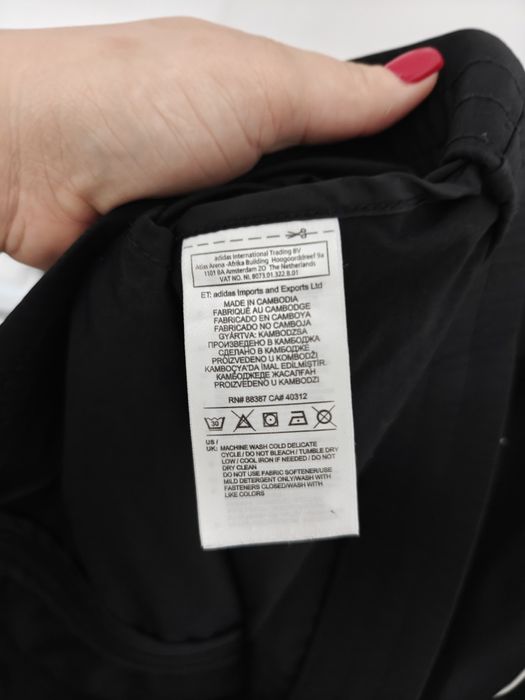 adidas International Trading BV
Atlas Arena -Afrika Building Hoogoorddreef 9a
1101 BA Amsterdam ZO The Netherlands
VAT NO. NL 8073.01.322.B.01
ET: adidas Imports and Exports Ltd
MADE IN CAMBODIA
FABRIQUÉ AU CAMBODGE
FABRICADO EN CAMBOYA
FABRICADO NO CAMBOJA
GYÁRTVA: KAMBODZSA
ПРОИЗВЕДЕНО В КАМБОДЖА
СДЕЛАНО В КАМБОДЖЕ
PROIZVEDENO U KOMBODŽI
KAMBOÇYA'DA İMAL EDİLMİŞTİR
КАМБОДЖЕДЕ ЖАСАЛҒАН
PROIZVEDENO U KAMBODZI
RN# 88387 CA# 40312
30
US /
UK: MACHINE WASH COLD DELICATE
CYCLE / DO NOT BLEACH / TUMBLE DRY
LOW / COOL IRON IF NEEDED / DO NOT
DRY CLEAN
DO NOT USE FABRIC SOFTENER/USE
MILD DETERGENT ONLY/WASH WITH
FASTENERS CLOSED/WASH WITH
LIKE COLORS